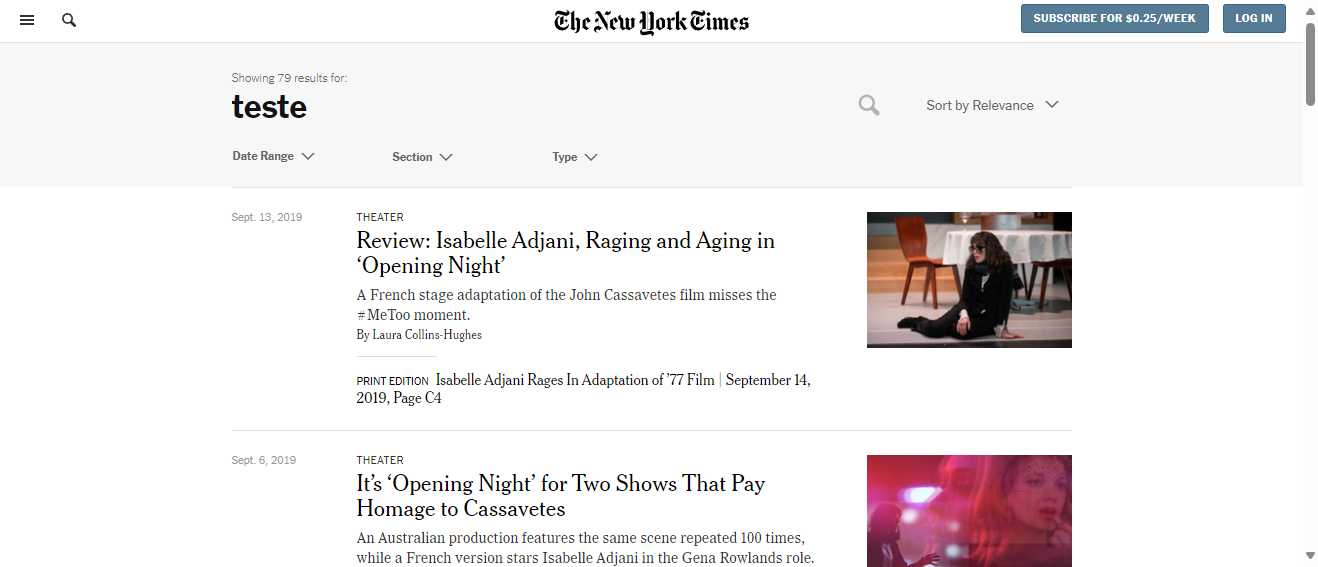 The New York Times
SUBSCRIBE FOR $0.25/WEEK
LOG IN
Showing 79 results for:
teste
Sort by Relevance
Date Range
Section
Type
Sept. 13, 2019
THEATER
Review: Isabelle Adjani, Raging and Aging in
‘Opening Night’
A French stage adaptation of the John Cassavetes film misses the
#MeToo moment.
By Laura Collins-Hughes
PRINT EDITION Isabelle Adjani Rages In Adaptation of ’77 Film | September 14,
2019, Page C4
Sept. 6, 2019
THEATER
It’s ‘Opening Night’ for Two Shows That Pay
Homage to Cassavetes
An Australian production features the same scene repeated 100 times,
while a French version stars Isabelle Adjani in the Gena Rowlands role.